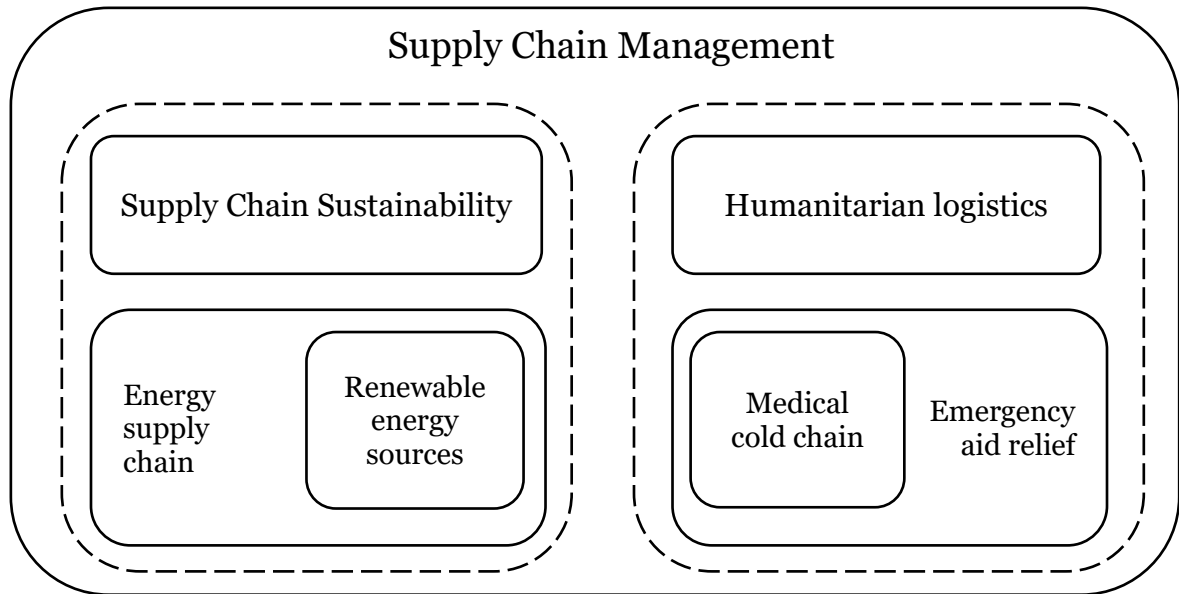 Supply Chain Management
Supply Chain Sustainability
Humanitarian logistics
Energy
supply
chain
Renewable
energy
sources
Medical
cold chain
Emergency
aid relief